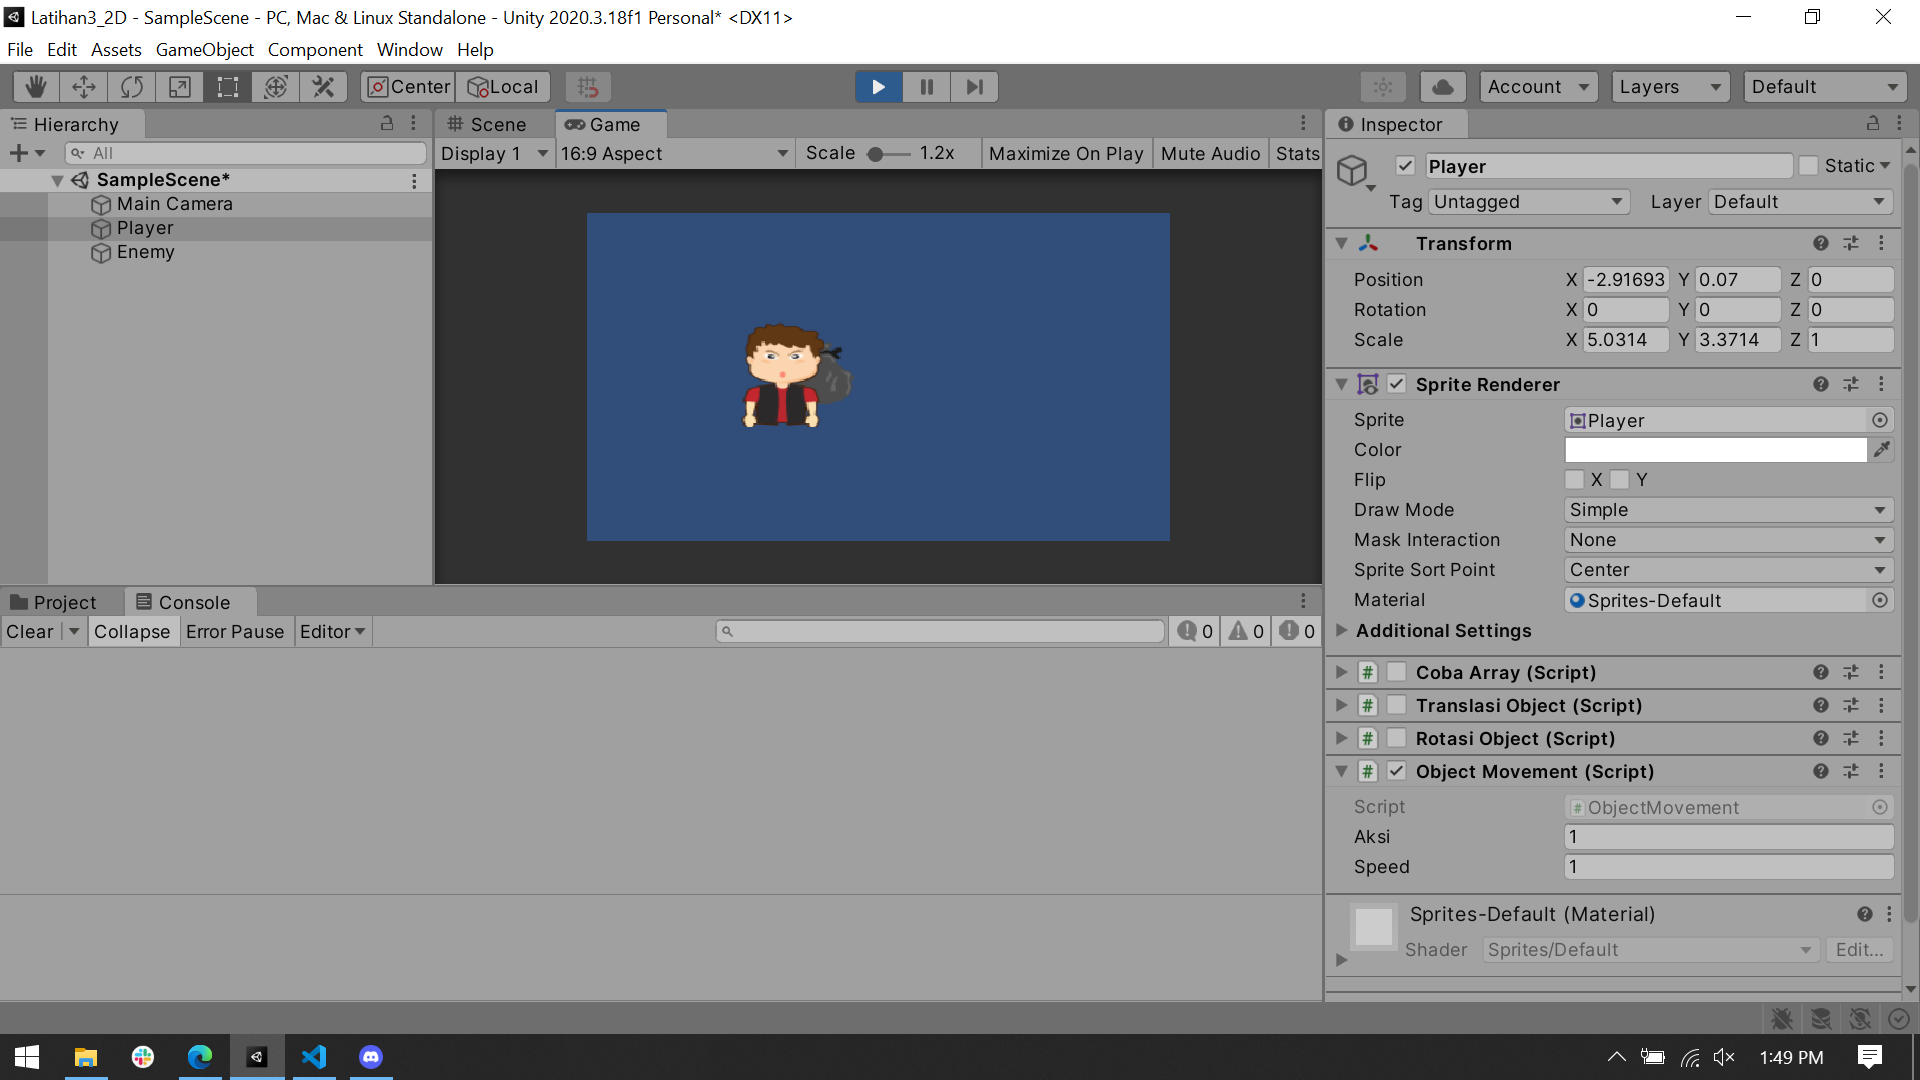 Latihan3_2D - SampleScene - PC, Mac & Linux Standalone - Unity 2020.3.18f1 Personal* <DX11>
File Edit Assets GameObject Component Window Help
Center Local Account Layers Default
Hierarchy
All
SampleScene*
Main Camera
Player
Enemy
Scene Game
Display 1 16:9 Aspect Scale 1.2x Maximize On Play Mute Audio Stats
Project Console
Clear Collapse Error Pause Editor 0 0 0
Inspector
Player Static
Tag Untagged Layer Default
Transform
Position X -2.91693 Y 0.07 Z 0
Rotation X 0 Y 0 Z 0
Scale X 5.0314 Y 3.3714 Z 1
Sprite Renderer
Sprite Player
Color
Flip X Y
Draw Mode Simple
Mask Interaction None
Sprite Sort Point Center
Material Sprites-Default
Additional Settings
# Coba Array (Script)
# Translasi Object (Script)
# Rotasi Object (Script)
# Object Movement (Script)
Script # ObjectMovement
Aksi 1
Speed 1
Sprites-Default (Material)
Shader Sprites/Default Edit...
1:49 PM